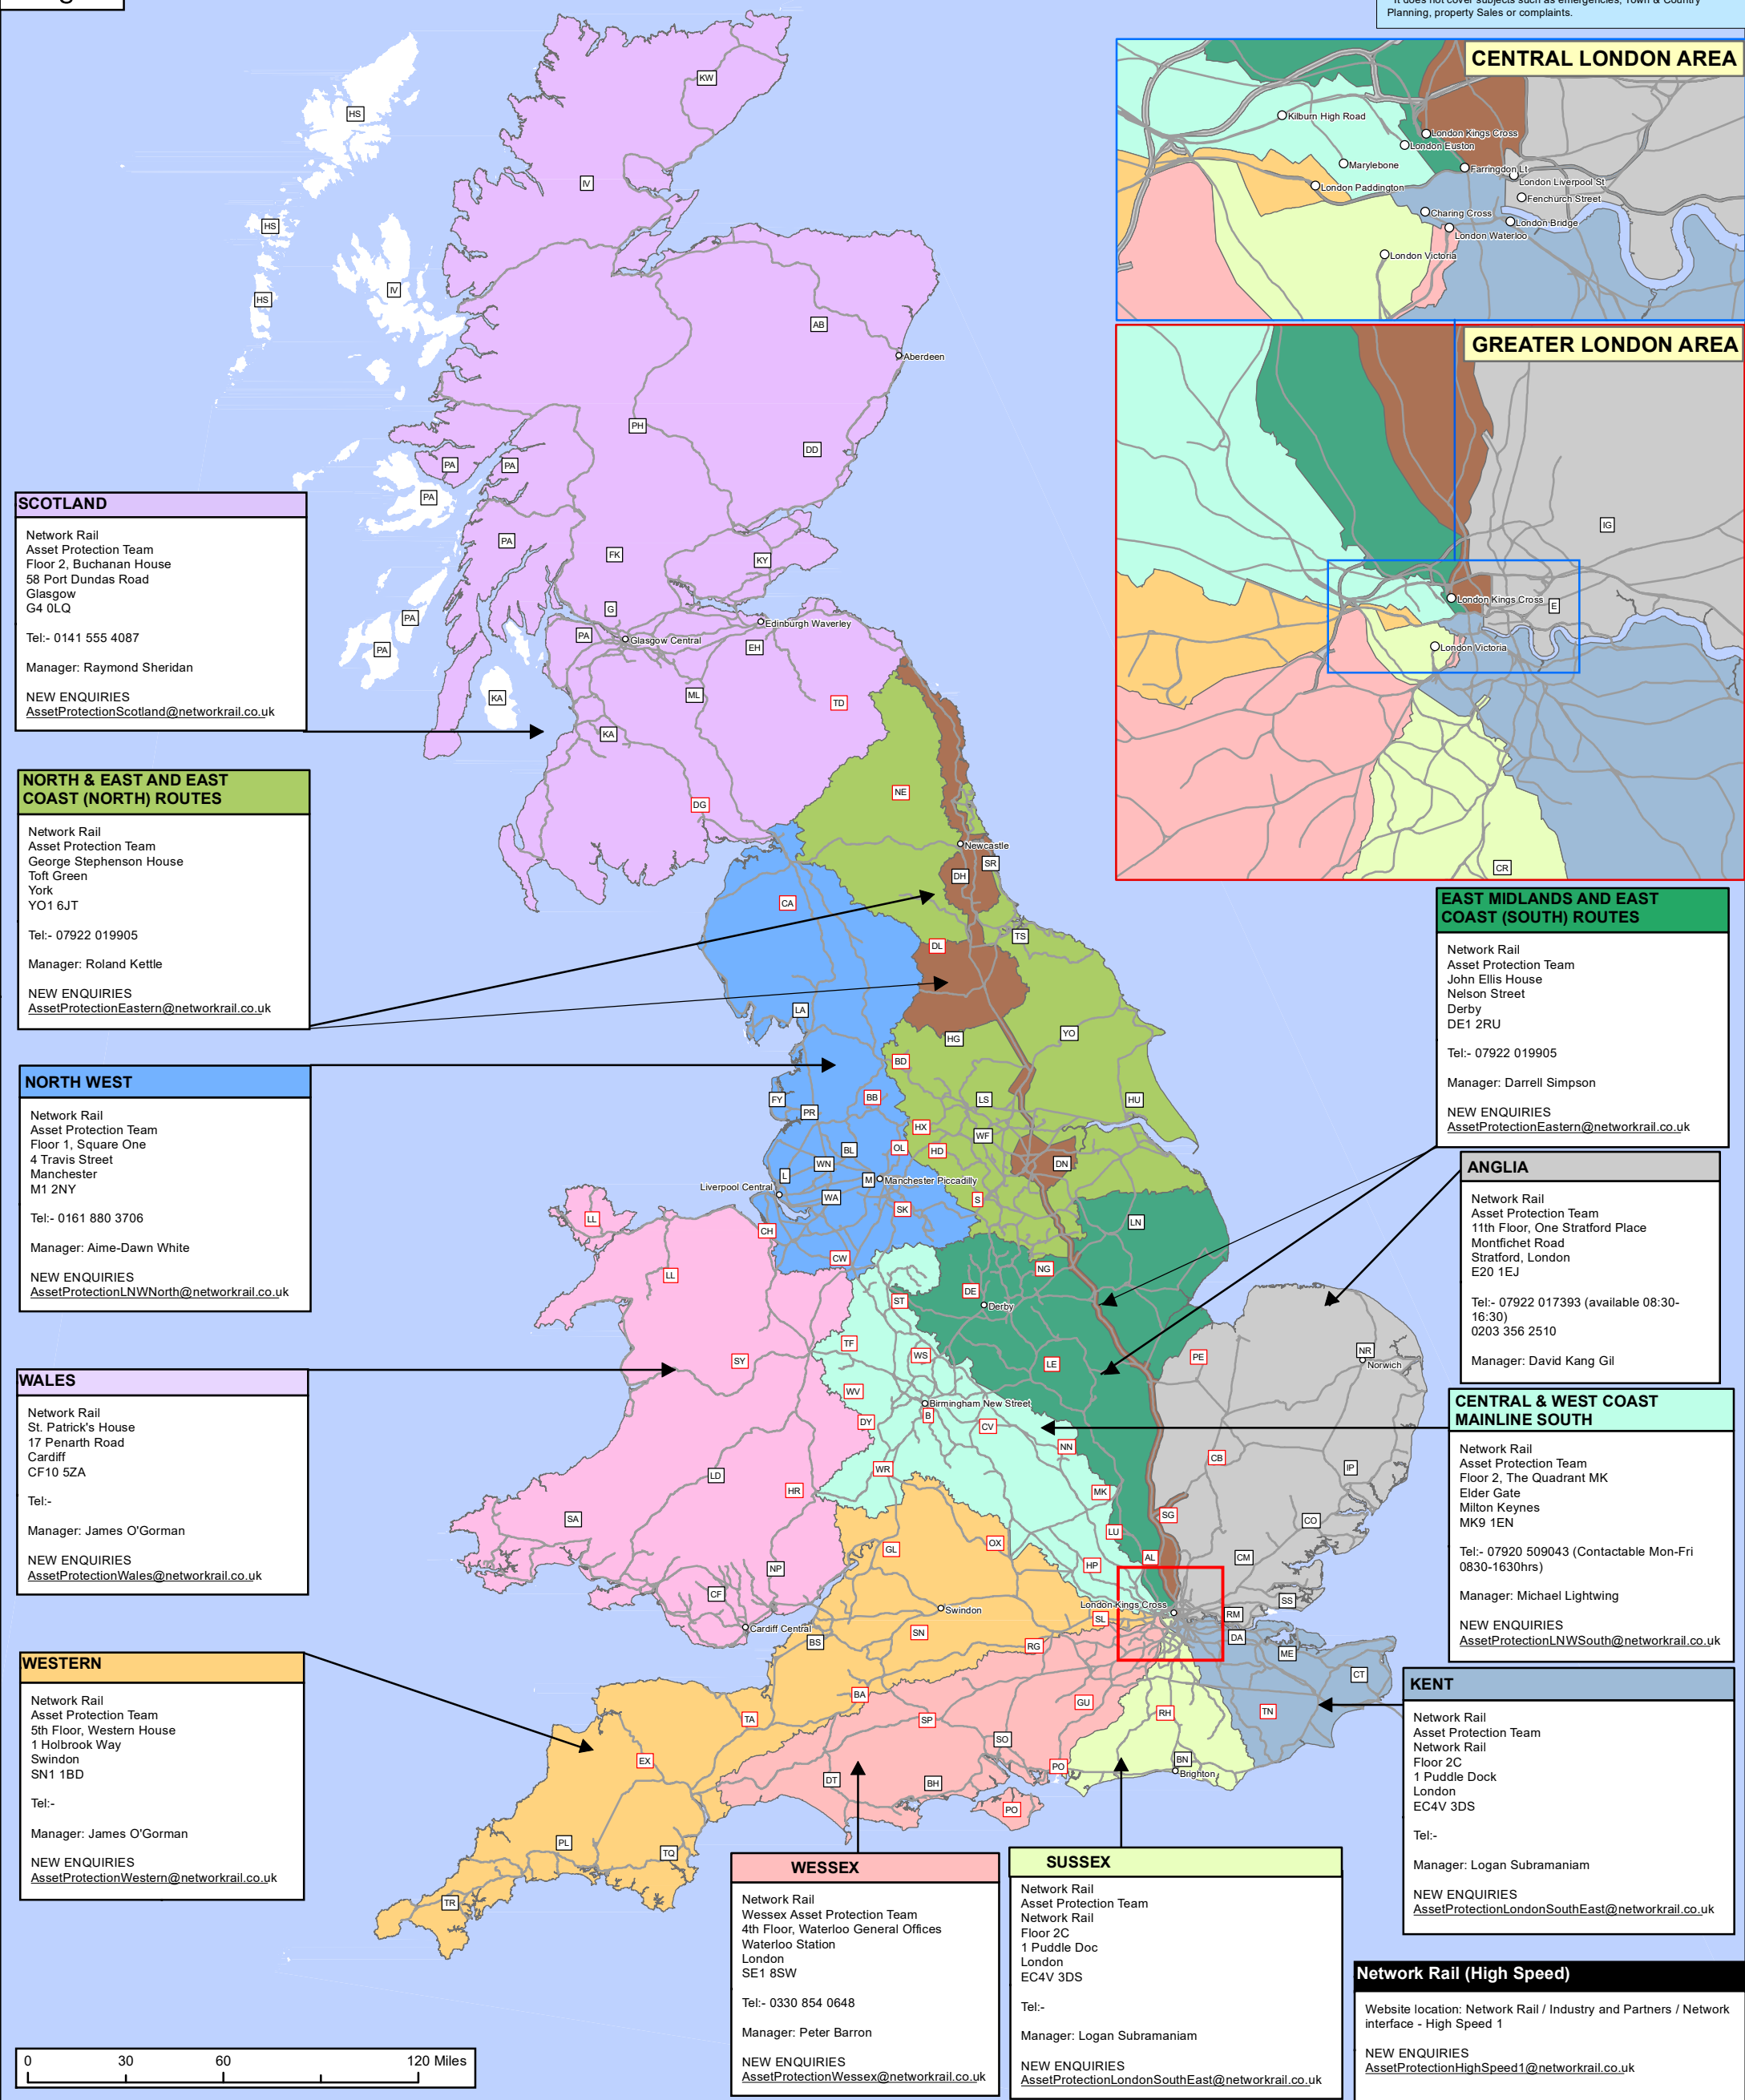 It does not cover subjects such as emergencies, Town & Country
Planning, property Sales or complaints.
CENTRAL LONDON AREA
Kilburn High Road
London Kings Cross
London Euston
Marylebone
Farringdon Lt
London Liverpool St
London Paddington
Fenchurch Street
Charing Cross
London Bridge
London Waterloo
London Victoria
GREATER LONDON AREA
IG
London Kings Cross
E
London Victoria
CR
KW
HS
IV
HS
IV
HS
AB
Aberdeen
PH
DD
PA
PA
PA
PA
FK
KY
G
PA
PA
Glasgow Central
Edinburgh Waverley
EH
PA
KA
ML
TD
KA
NE
DG
Newcastle
SR
DH
CA
TS
DL
LA
YO
HG
BD
FY
PR
BB
LS
HU
HX
WF
BL
OL
HD
WN
DN
L
M
Manchester Piccadilly
Liverpool Central
WA
S
SK
LL
LN
CH
CW
NG
LL
DE
Derby
ST
TF
WS
SY
LE
PE
NR
Norwich
WV
Birmingham New Street
B
DY
CV
NN
CB
WR
LD
IP
HR
MK
SG
SA
CO
LU
GL
OX
AL
CM
HP
NP
CF
SS
London Kings Cross
RM
Swindon
SL
Cardiff Central
SN
DA
BS
RG
ME
CT
BA
GU
TN
TA
SP
RH
SO
EX
PO
BN
Brighton
DT
BH
PO
PL
TQ
TR
SCOTLAND
Network Rail
Asset Protection Team
Floor 2, Buchanan House
58 Port Dundas Road
Glasgow
G4 0LQ
Tel:- 0141 555 4087
Manager: Raymond Sheridan
NEW ENQUIRIES
AssetProtectionScotland@networkrail.co.uk
NORTH & EAST AND EAST
COAST (NORTH) ROUTES
Network Rail
Asset Protection Team
George Stephenson House
Toft Green
York
YO1 6JT
Tel:- 07922 019905
Manager: Roland Kettle
NEW ENQUIRIES
AssetProtectionEastern@networkrail.co.uk
NORTH WEST
Network Rail
Asset Protection Team
Floor 1, Square One
4 Travis Street
Manchester
M1 2NY
Tel:- 0161 880 3706
Manager: Aime-Dawn White
NEW ENQUIRIES
AssetProtectionLNWNorth@networkrail.co.uk
WALES
Network Rail
St. Patrick's House
17 Penarth Road
Cardiff
CF10 5ZA
Tel:-
Manager: James O'Gorman
NEW ENQUIRIES
AssetProtectionWales@networkrail.co.uk
WESTERN
Network Rail
Asset Protection Team
5th Floor, Western House
1 Holbrook Way
Swindon
SN1 1BD
Tel:-
Manager: James O'Gorman
NEW ENQUIRIES
AssetProtectionWestern@networkrail.co.uk
EAST MIDLANDS AND EAST
COAST (SOUTH) ROUTES
Network Rail
Asset Protection Team
John Ellis House
Nelson Street
Derby
DE1 2RU
Tel:- 07922 019905
Manager: Darrell Simpson
NEW ENQUIRIES
AssetProtectionEastern@networkrail.co.uk
ANGLIA
Network Rail
Asset Protection Team
11th Floor, One Stratford Place
Montfichet Road
Stratford, London
E20 1EJ
Tel:- 07922 017393 (available 08:30-
16:30)
0203 356 2510
Manager: David Kang Gil
CENTRAL & WEST COAST
MAINLINE SOUTH
Network Rail
Asset Protection Team
Floor 2, The Quadrant MK
Elder Gate
Milton Keynes
MK9 1EN
Tel:- 07920 509043 (Contactable Mon-Fri
0830-1630hrs)
Manager: Michael Lightwing
NEW ENQUIRIES
AssetProtectionLNWSouth@networkrail.co.uk
KENT
Network Rail
Asset Protection Team
Network Rail
Floor 2C
1 Puddle Dock
London
EC4V 3DS
Tel:-
Manager: Logan Subramaniam
NEW ENQUIRIES
AssetProtectionLondonSouthEast@networkrail.co.uk
WESSEX
Network Rail
Wessex Asset Protection Team
4th Floor, Waterloo General Offices
Waterloo Station
London
SE1 8SW
Tel:- 0330 854 0648
Manager: Peter Barron
NEW ENQUIRIES
AssetProtectionWessex@networkrail.co.uk
SUSSEX
Network Rail
Asset Protection Team
Network Rail
Floor 2C
1 Puddle Doc
London
EC4V 3DS
Tel:-
Manager: Logan Subramaniam
NEW ENQUIRIES
AssetProtectionLondonSouthEast@networkrail.co.uk
Network Rail (High Speed)
Website location: Network Rail / Industry and Partners / Network
interface - High Speed 1
NEW ENQUIRIES
AssetProtectionHighSpeed1@networkrail.co.uk
0 30 60 120 Miles